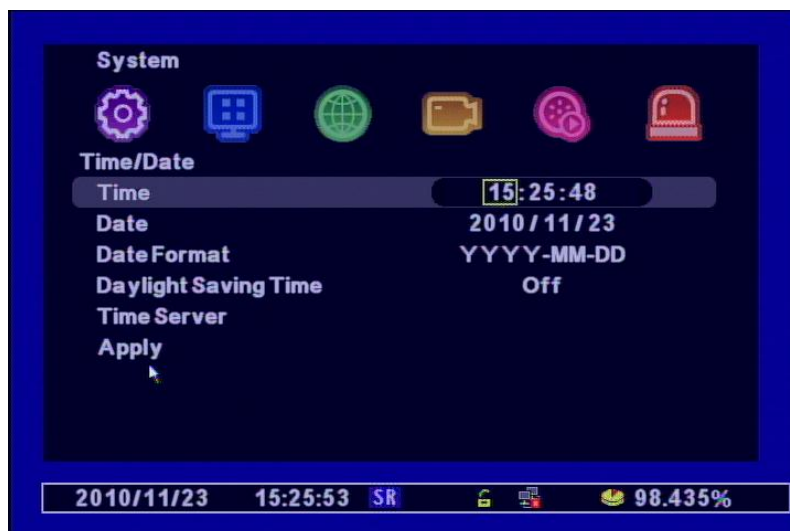 System
Time/Date
Time 15:25:48
Date 2010/11/23
Date Format YYYY-MM-DD
Daylight Saving Time Off
Time Server
Apply
2010/11/23 15:25:53 SR 98.435%